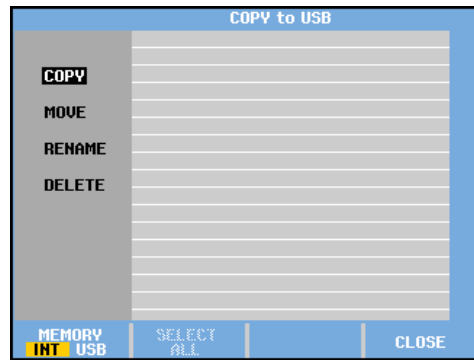 COPY to USB
COPY
MOVE
RENAME
DELETE
MEMORY
INT USB
SELECT
ALL
CLOSE